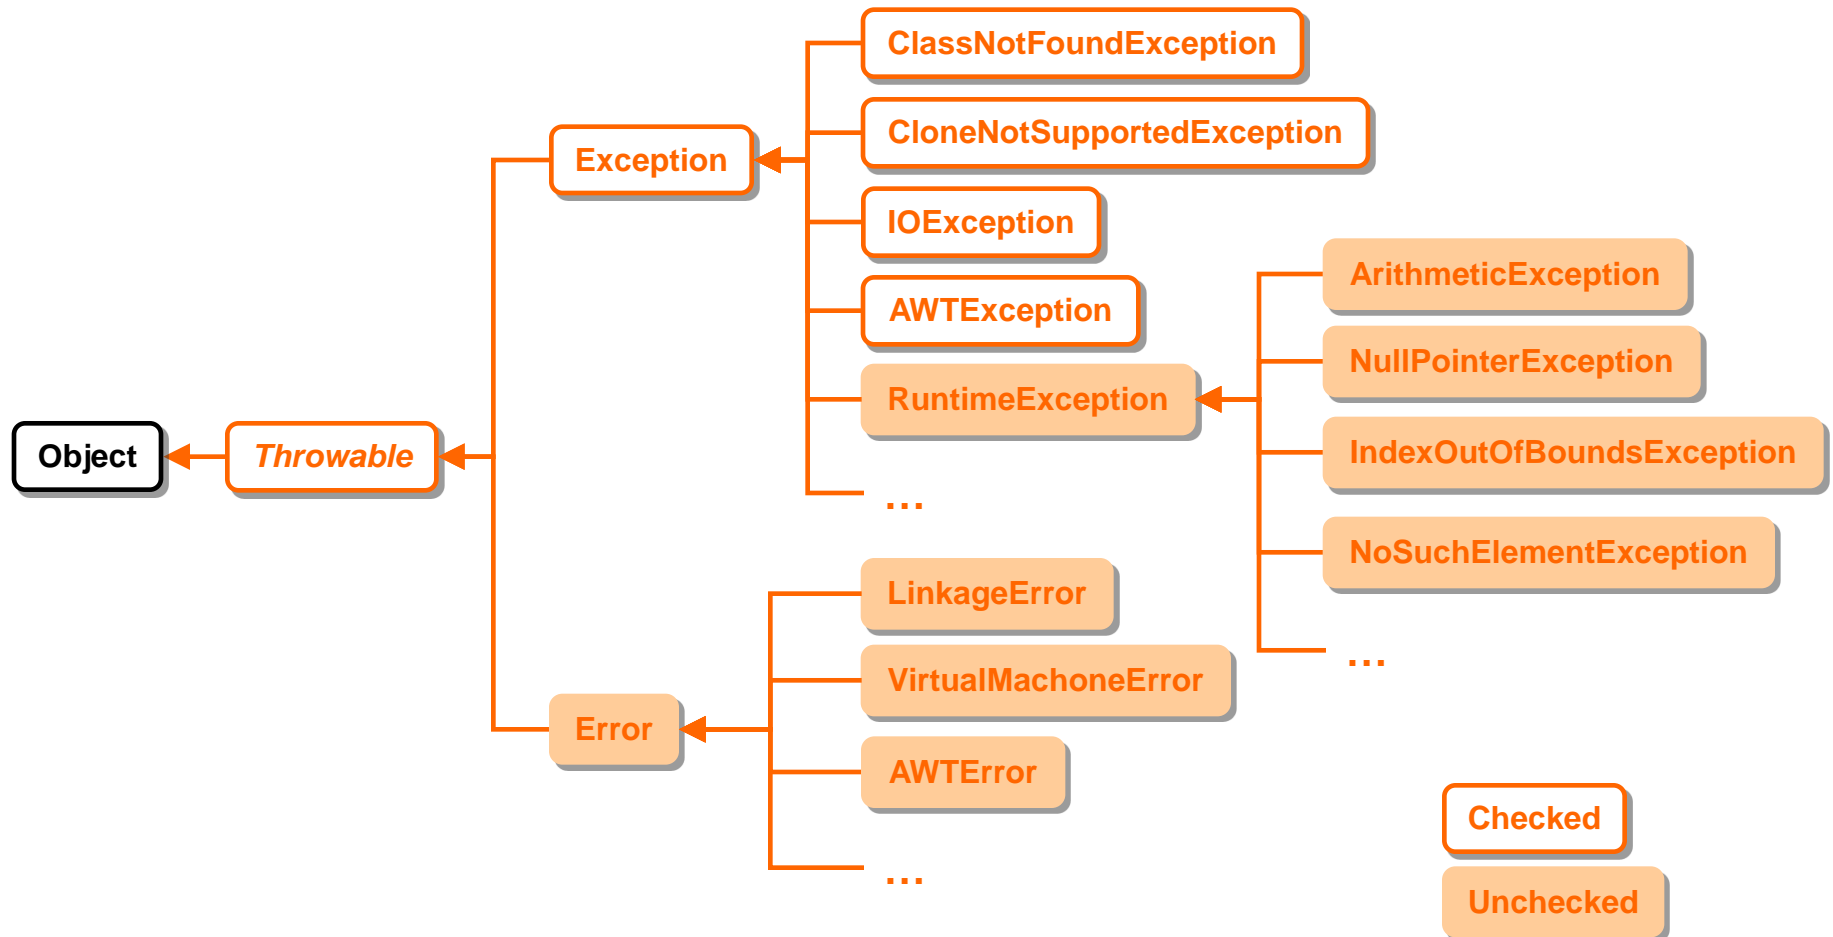 ClassNotFoundException
CloneNotSupportedException
Exception
IOException
ArithmeticException
AWTException
NullPointerException
RuntimeException
Object
Throwable
IndexOutOfBoundsException
...
NoSuchElementException
LinkageError
...
VirtualMachoneError
Error
AWTError
Checked
...
Unchecked